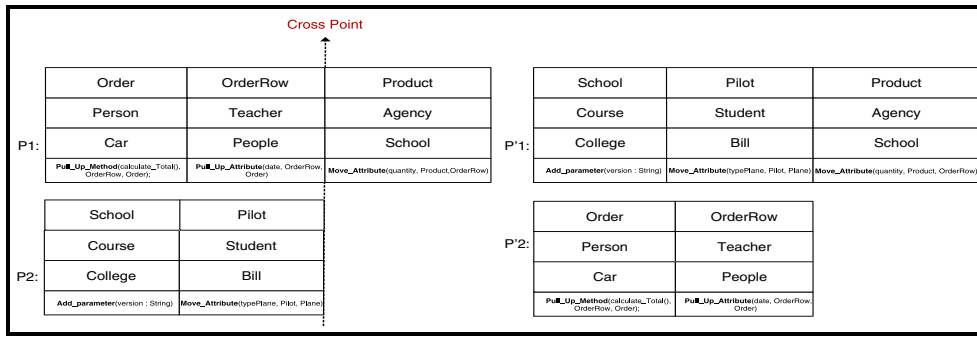 Cross Point
P1:
Order OrderRow Product
Person Teacher Agency
Car People School
Pull_Up_Method(calculate_Total(), OrderRow, Order);
Pull_Up_Attribute(date, OrderRow, Order)
Move_Attribute(quantity, Product,OrderRow)
P2:
School Pilot
Course Student
College Bill
Add_parameter(version : String) Move_Attribute(typePlane, Pilot, Plane)
P'1:
School Pilot Product
Course Student Agency
College Bill School
Add_parameter(version : String) Move_Attribute(typePlane, Pilot, Plane) Move_Attribute(quantity, Product, OrderRow)
P'2:
Order OrderRow
Person Teacher
Car People
Pull_Up_Method(calculate_Total(), OrderRow, Order);
Pull_Up_Attribute(date, OrderRow, Order)